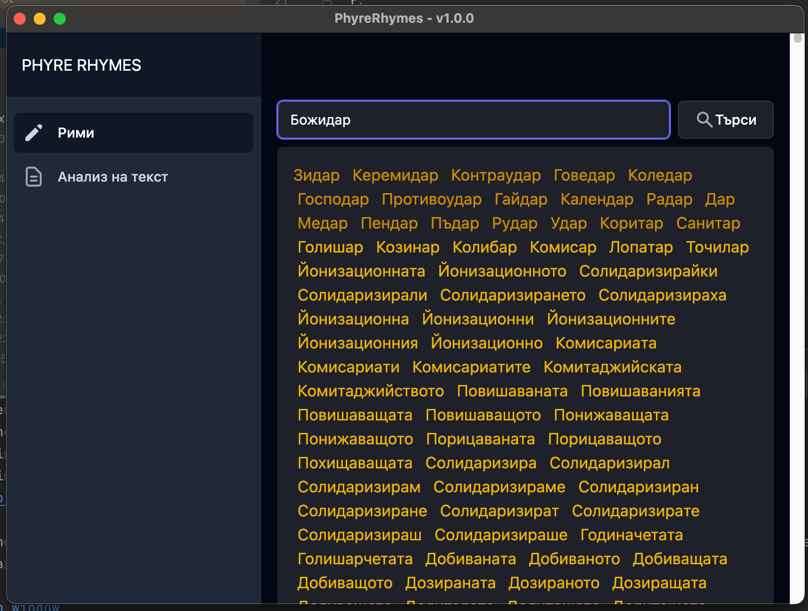 PhyreRhymes - v1.0.0
PHYRE RHYMES
Рими
Анализ на текст
Божидар
Търси
Зидар Керемидар Контраудар Говедар Коледар
Господар Противоудар Гайдар Календар Радар Дар
Медар Пендар Пъдар Рудар Удар Коритар Санитар
Голишар Козинар Колибар Комисар Лопатар Точилар
Йонизационната Йонизационното Солидаризирайки
Солидаризирали Солидаризирането Солидаризираха
Йонизационна Йонизационни Йонизационните
Йонизационния Йонизационно Комисариата
Комисариати Комисариатите Комитаджийската
Комитаджийството Повишаваната Повишаванията
Повишаващата Повишаващото Понижаващата
Понижаващото Порицаваната Порицаващото
Похищаващата Солидаризира Солидаризирал
Солидаризирам Солидаризираме Солидаризиран
Солидаризиране Солидаризират Солидаризирате
Солидаризираш Солидаризираше Годиначетата
Голишарчетата Добиваната Добиваното Добиващата
Добиващото Дозираната Дозираното Дозиращата
window